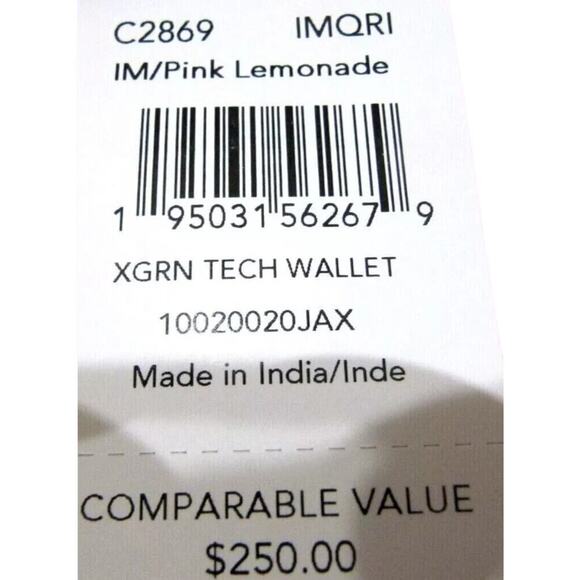 C2869 IMQRI
IM/Pink Lemonade
1 95031 56267 9
XGRN TECH WALLET
10020020JAX
Made in India/Inde
COMPARABLE VALUE
$250.00